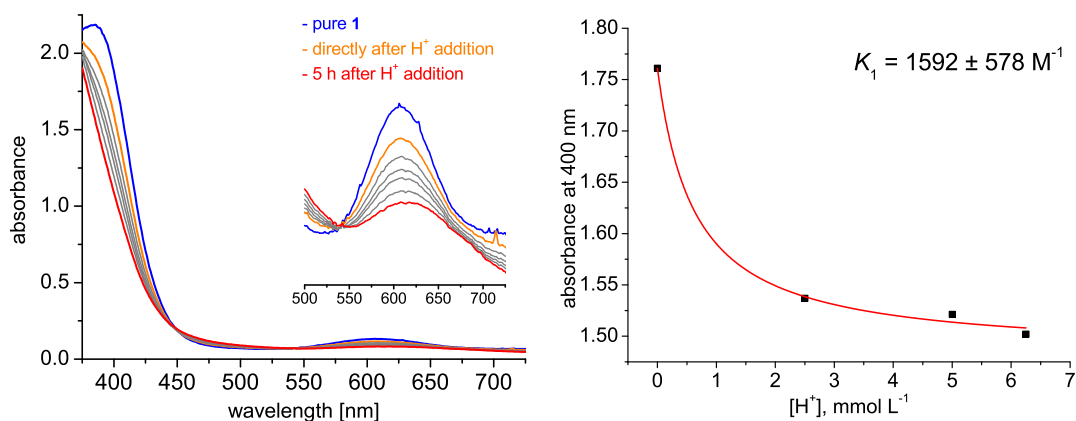 - pure 1
- directly after H⁺ addition
- 5 h after H⁺ addition
2.0
1.5
1.0
0.5
0.0
absorbance
400 450 500 550 600 650 700
wavelength [nm]
500 550 600 650 700
K₁ = 1592 ± 578 M⁻¹
1.80
1.75
1.70
1.65
1.60
1.55
1.50
absorbance at 400 nm
0 1 2 3 4 5 6 7
[H⁺], mmol L⁻¹